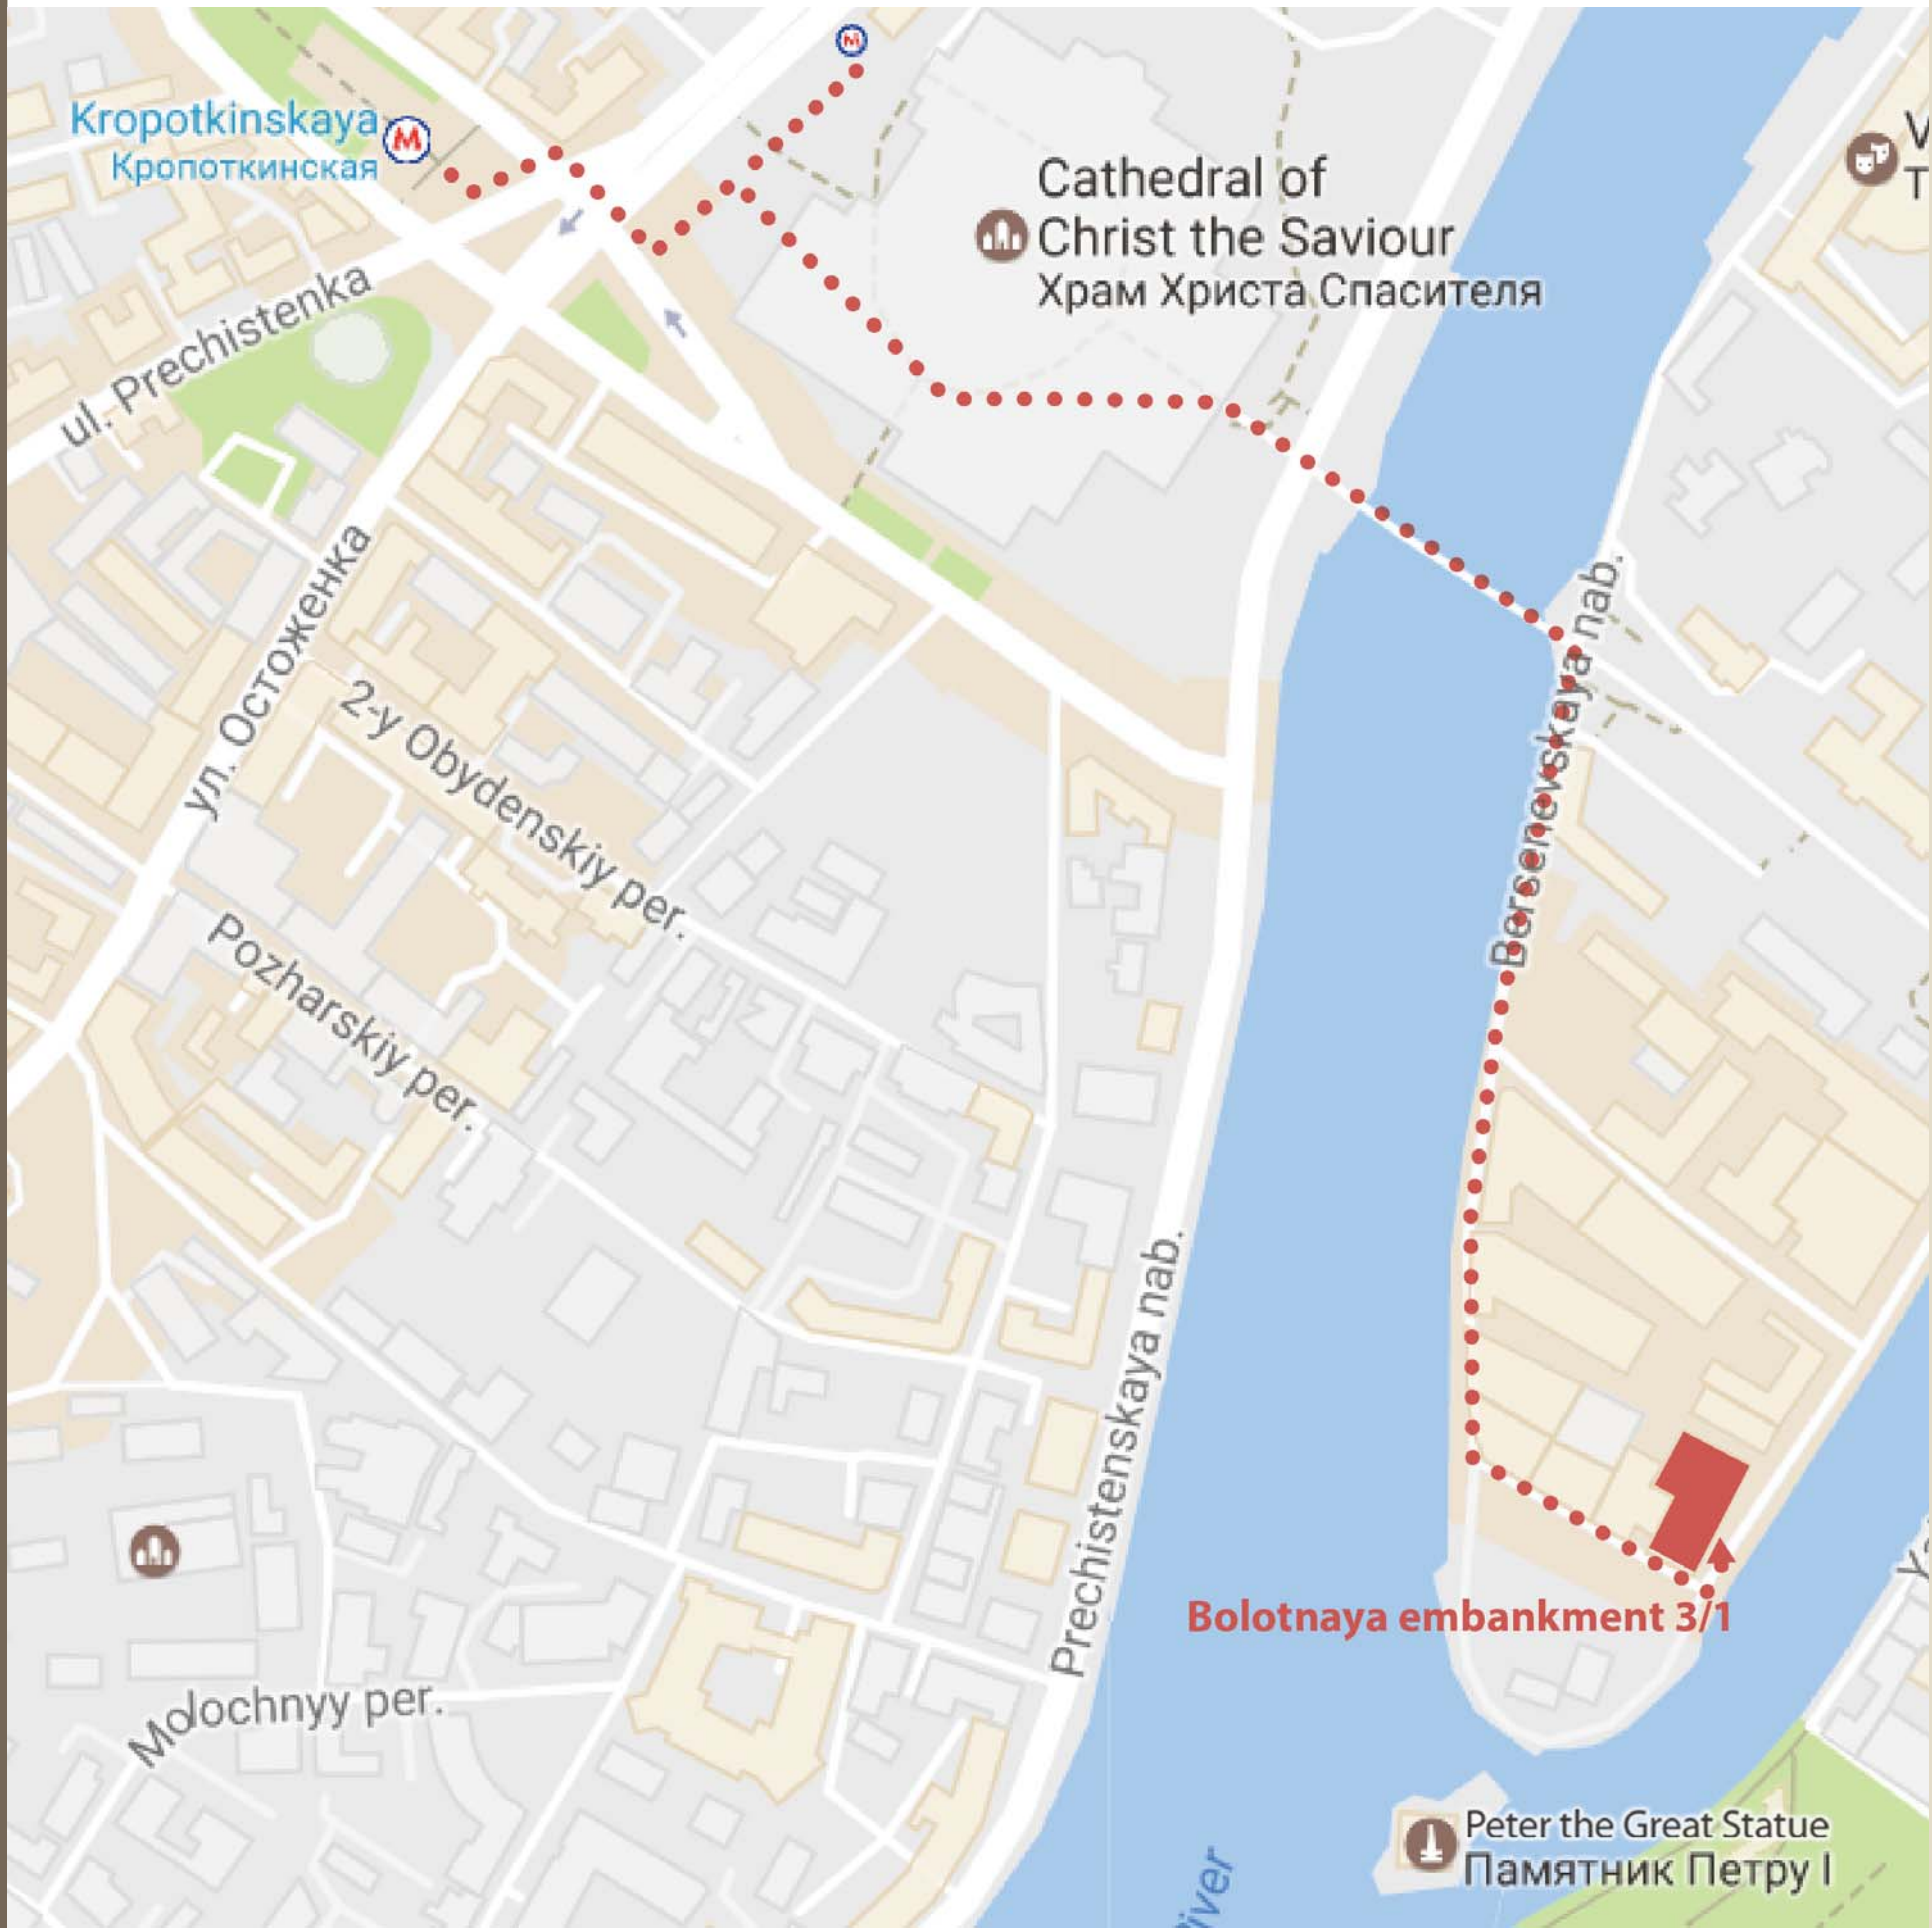 M
Kropotkinskaya
M
Кропоткинская
Cathedral of
Christ the Saviour
Храм Христа Спасителя
ul. Prechistenka
ул. Остоженка
2-y Obydenskiy per.
Bersenevskaya nab.
Pozharskiy per.
Prechistenskaya nab.
Bolotnaya embankment 3/1
Molochnyy per.
Peter the Great Statue
Памятник Петру I